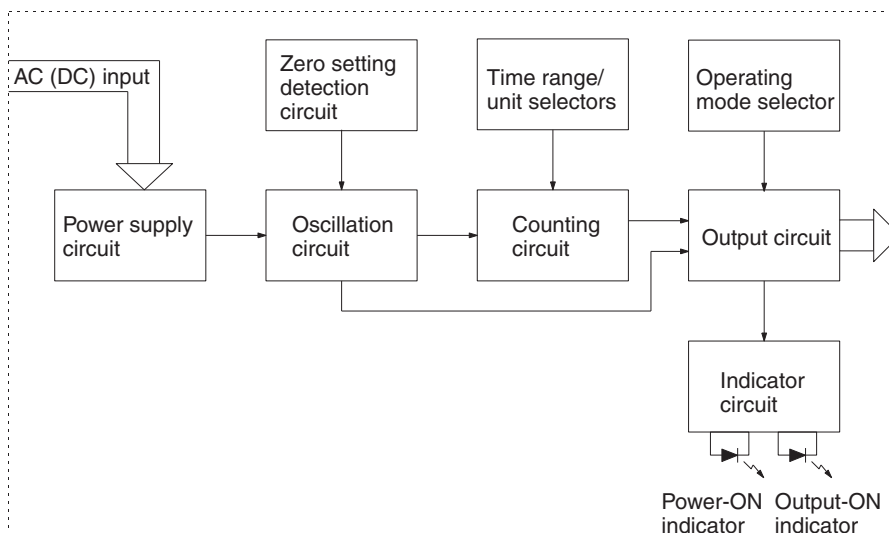 AC (DC) input
Zero setting
detection
circuit
Time range/
unit selectors
Operating
mode selector
Power supply
circuit
Oscillation
circuit
Counting
circuit
Output circuit
Indicator
circuit
Power-ON
indicator
Output-ON
indicator